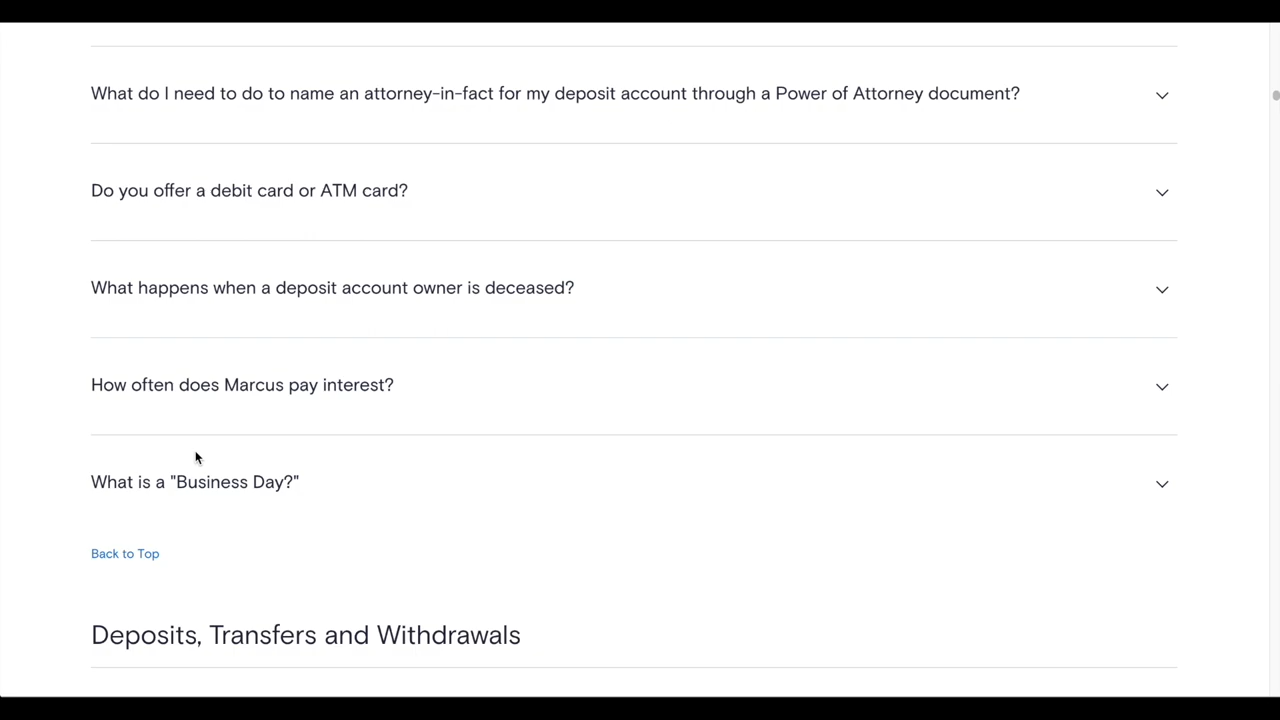 What do I need to do to name an attorney-in-fact for my deposit account through a Power of Attorney document?
Do you offer a debit card or ATM card?
What happens when a deposit account owner is deceased?
How often does Marcus pay interest?
What is a "Business Day?"
Back to Top
Deposits, Transfers and Withdrawals